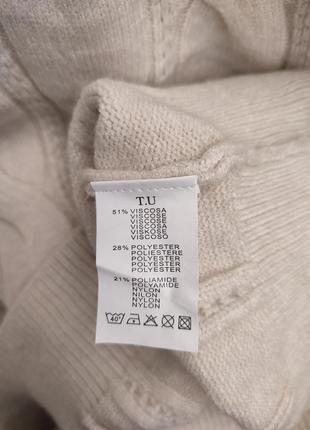 T.U
51% VISCOSA
VISCOSE
VISCOSE
VISCOSA
VISKOSE
VISCOSO
28% POLYESTER
POLIESTERE
POLYESTER
POLYESTER
POLYESTER
21% POLIAMIDE
POLYAMIDE
NYLON
NILON
NYLON
NYLON
40°